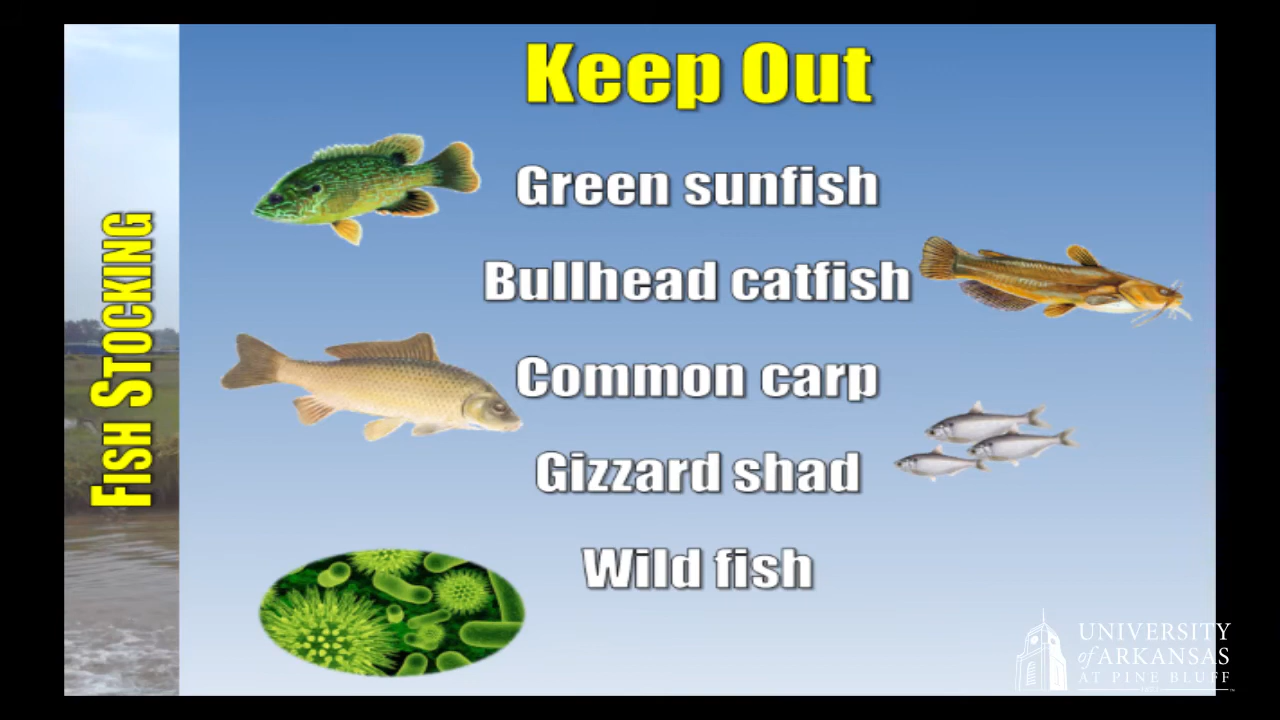 Keep Out
Green sunfish
Bullhead catfish
Common carp
Gizzard shad
Wild fish
FISH STOCKING
UNIVERSITY
of ARKANSAS
AT PINE BLUFF